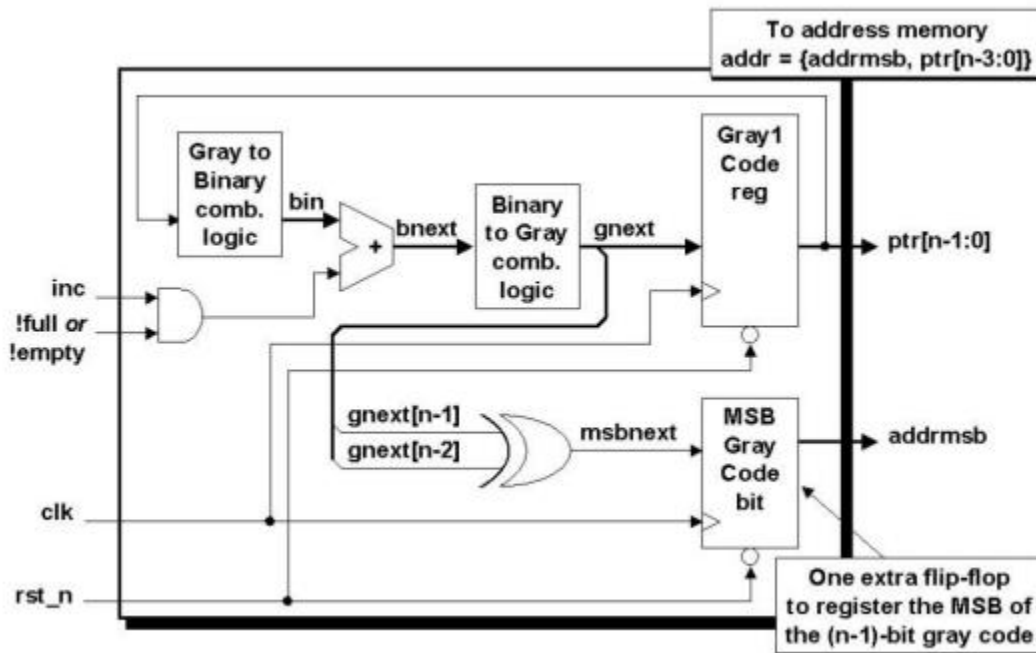 To address memory
addr = {addrmsb, ptr[n-3:0]}
Gray to
Binary
comb.
logic
bin
+
bnext
Binary
to Gray
comb.
logic
gnext
Gray1
Code
reg
ptr[n-1:0]
inc
!full or
!empty
gnext[n-1]
gnext[n-2]
msbnext
MSB
Gray
Code
bit
addrmsb
clk
rst_n
One extra flip-flop
to register the MSB of
the (n-1)-bit gray code